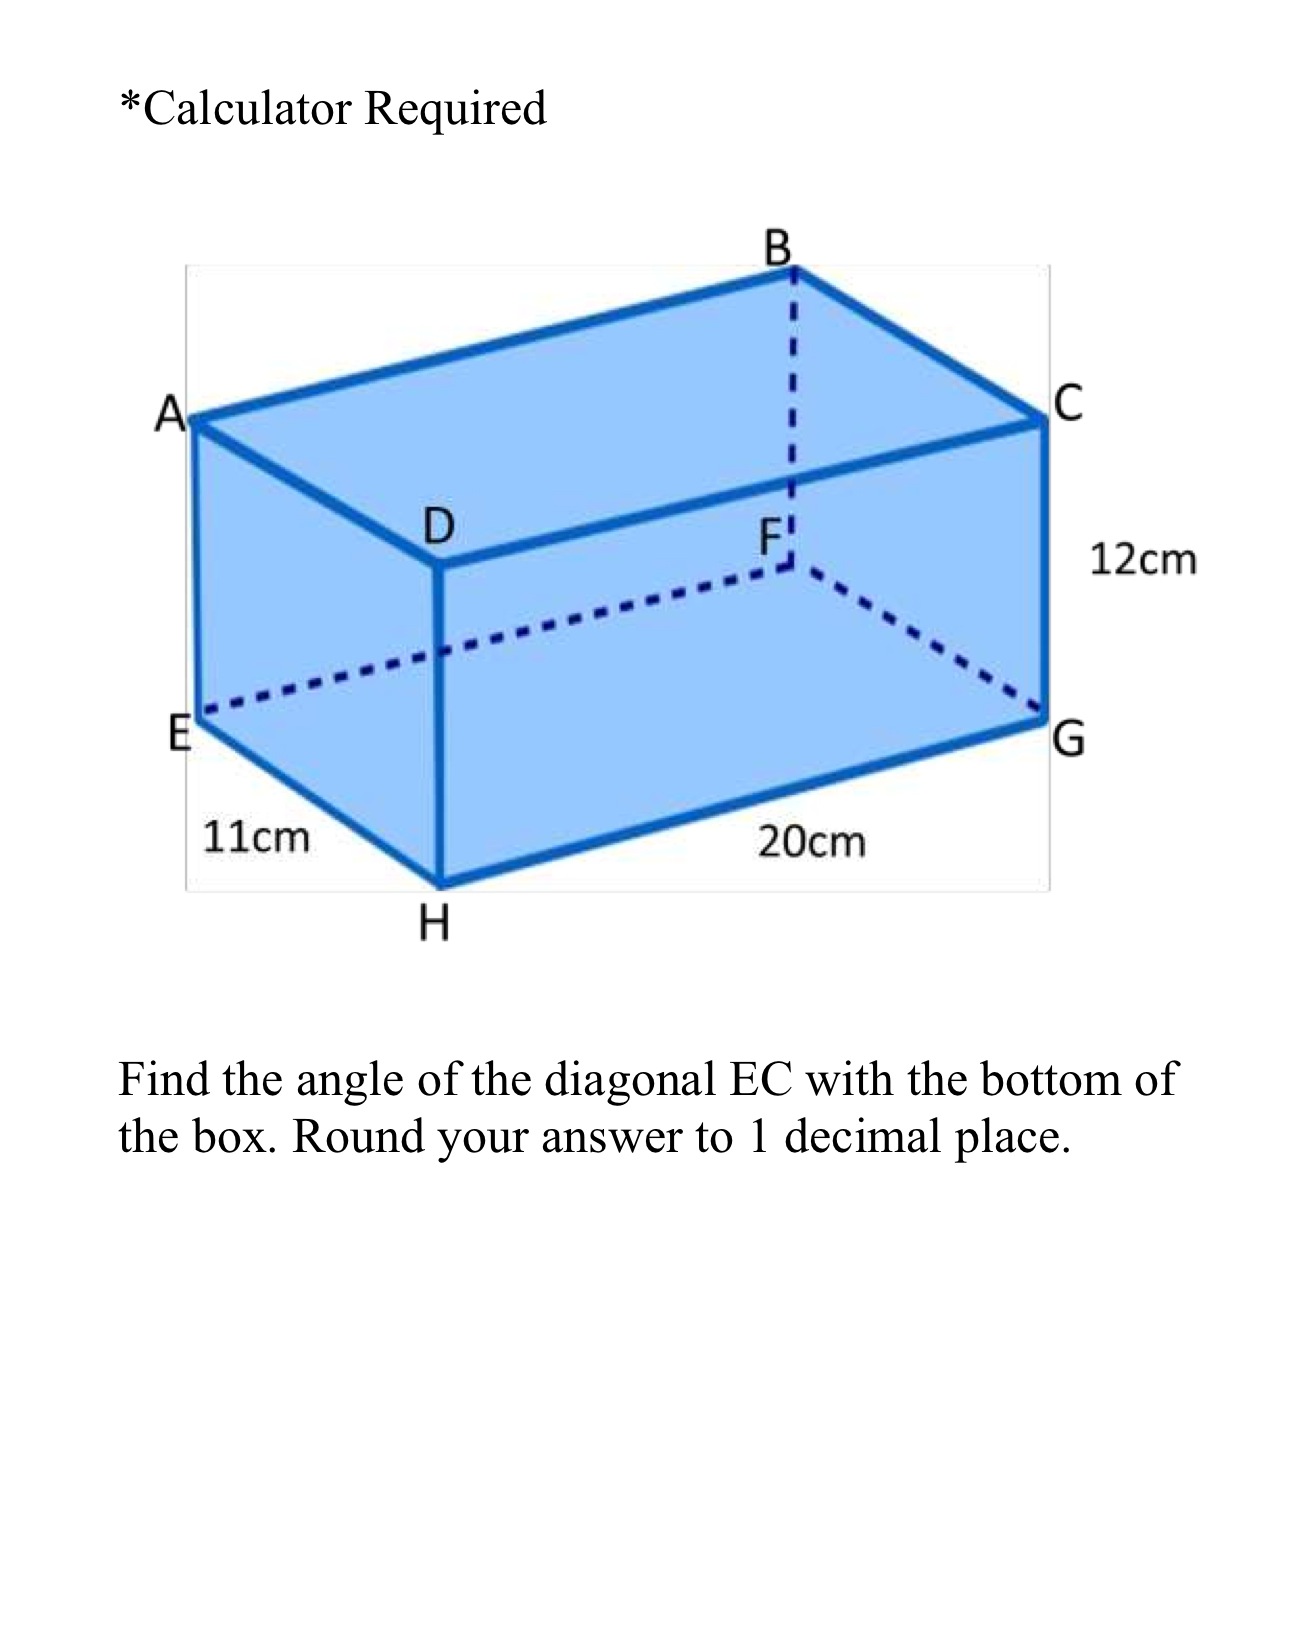 *Calculator Required
B
A
C
D
F
12cm
E
G
11cm
20cm
H
Find the angle of the diagonal EC with the bottom of
the box. Round your answer to 1 decimal place.